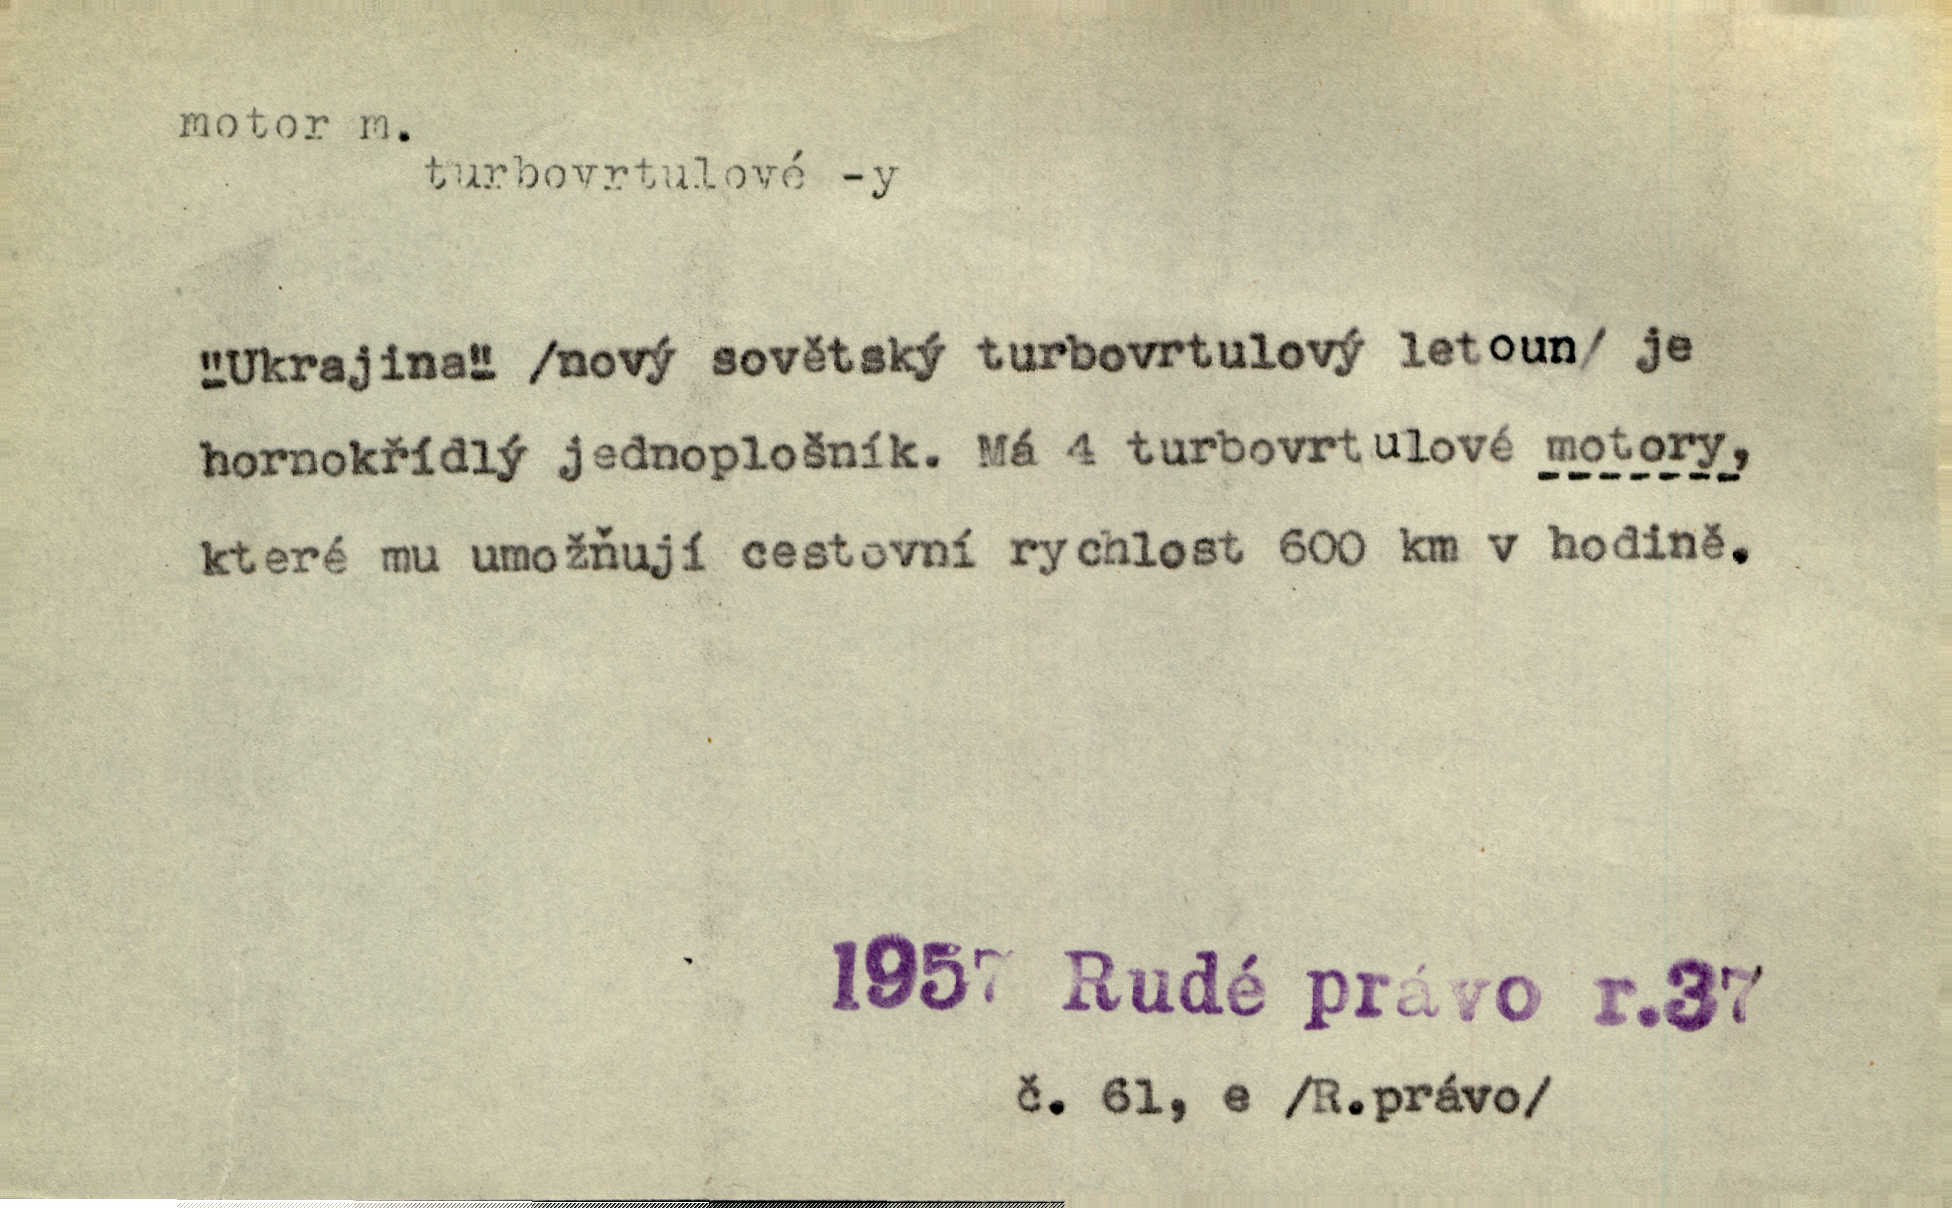 motor m.
turbovrtulové -y
"Ukrajina" /nový sovětský turbovrtulový letoun/ je
hornokřídlý jednoplošník. Má 4 turbovrtulové motory,
které mu umožňují cestovní rychlost 600 km v hodině.
1957 Rudé právo r.37
č. 61, e /R.právo/